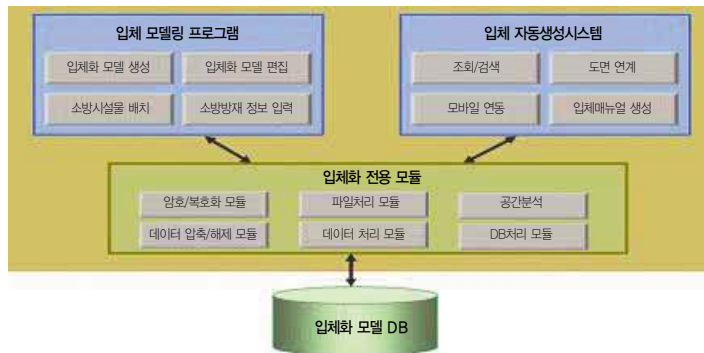 입체 모델링 프로그램
입체화 모델 생성
입체화 모델 편집
소방시설물 배치
소방방재 정보 입력
입체 자동생성시스템
조회/검색
도면 연계
모바일 연동
입체매뉴얼 생성
입체화 전용 모듈
암호/복호화 모듈
파일처리 모듈
공간분석
데이터 압축/해제 모듈
데이터 처리 모듈
DB처리 모듈
입체화 모델 DB